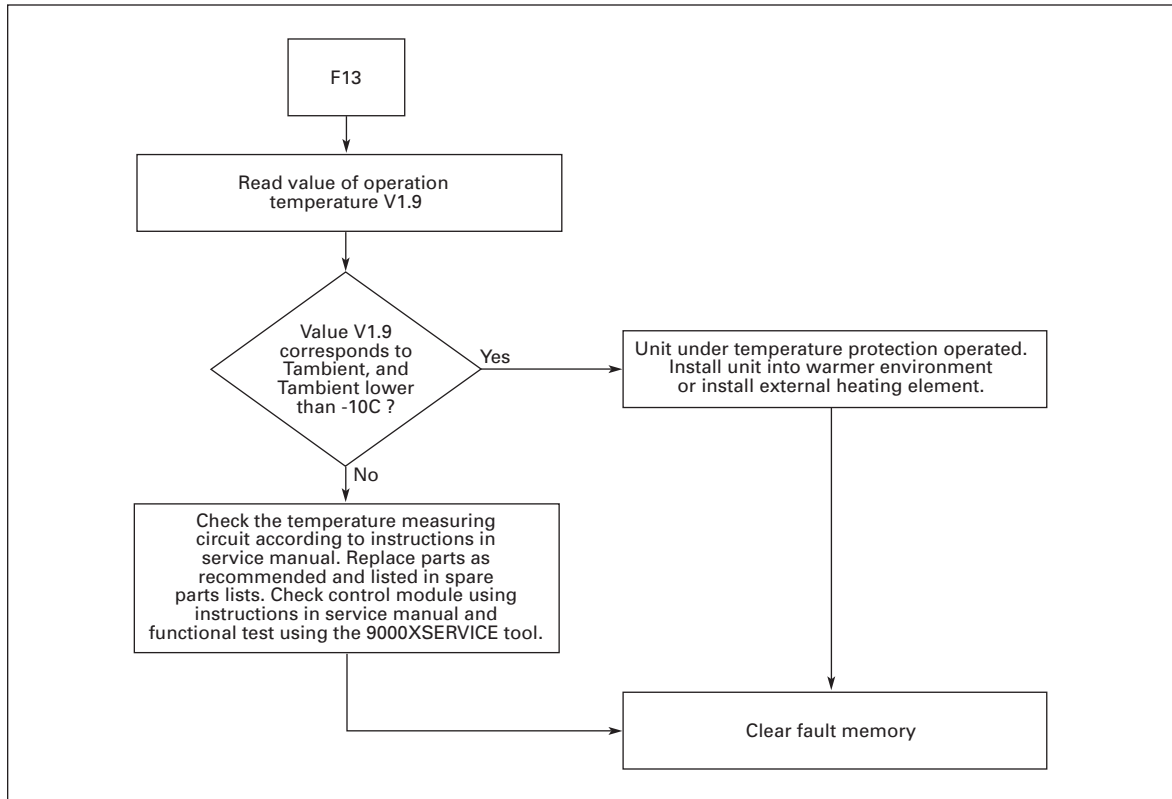 F13
Read value of operation
temperature V1.9
Value V1.9
corresponds to
Tambient, and
Tambient lower
than -10C ?
Yes
Unit under temperature protection operated.
Install unit into warmer environment
or install external heating element.
No
Check the temperature measuring
circuit according to instructions in
service manual. Replace parts as
recommended and listed in spare
parts lists. Check control module using
instructions in service manual and
functional test using the 9000XSERVICE tool.
Clear fault memory